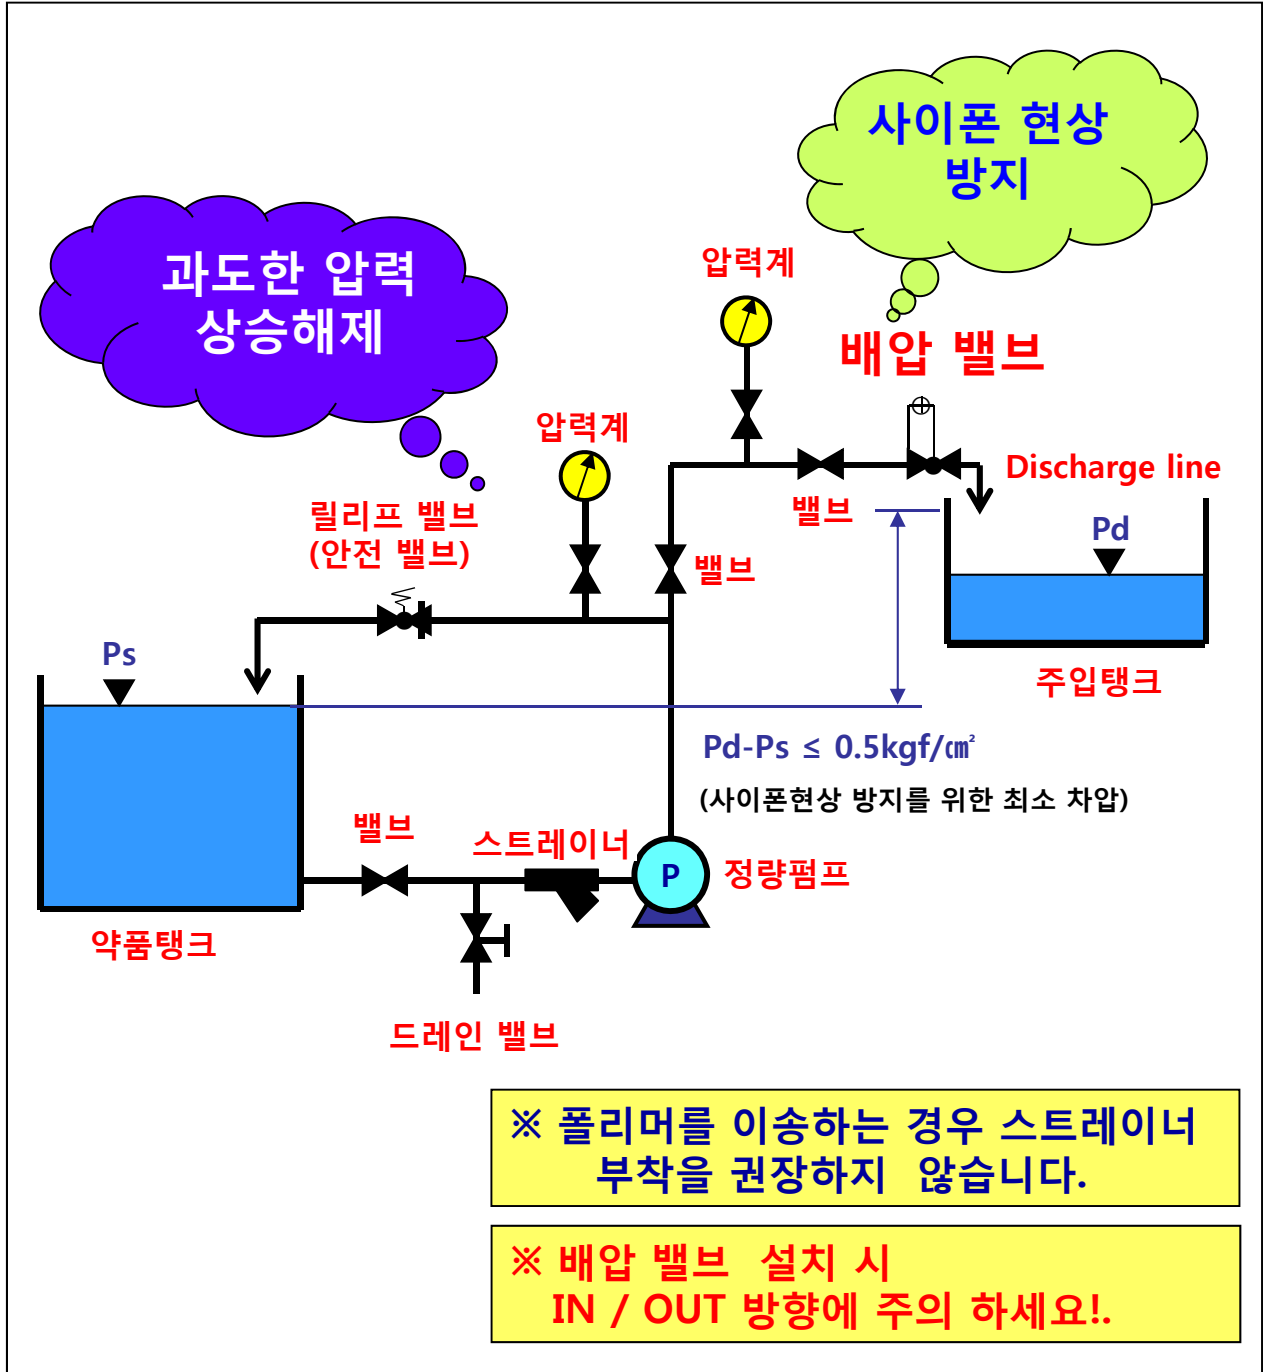 사이폰 현상
방지
과도한 압력
상승해제
압력계
배압 밸브
압력계
Discharge line
릴리프 밸브
(안전 밸브)
밸브
Pd
밸브
Ps
주입탱크
Pd-Ps ≤ 0.5kgf/㎠
(사이폰현상 방지를 위한 최소 차압)
밸브
스트레이너
P
정량펌프
약품탱크
드레인 밸브
※ 폴리머를 이송하는 경우 스트레이너
부착을 권장하지 않습니다.
※ 배압 밸브 설치 시
IN / OUT 방향에 주의 하세요!.